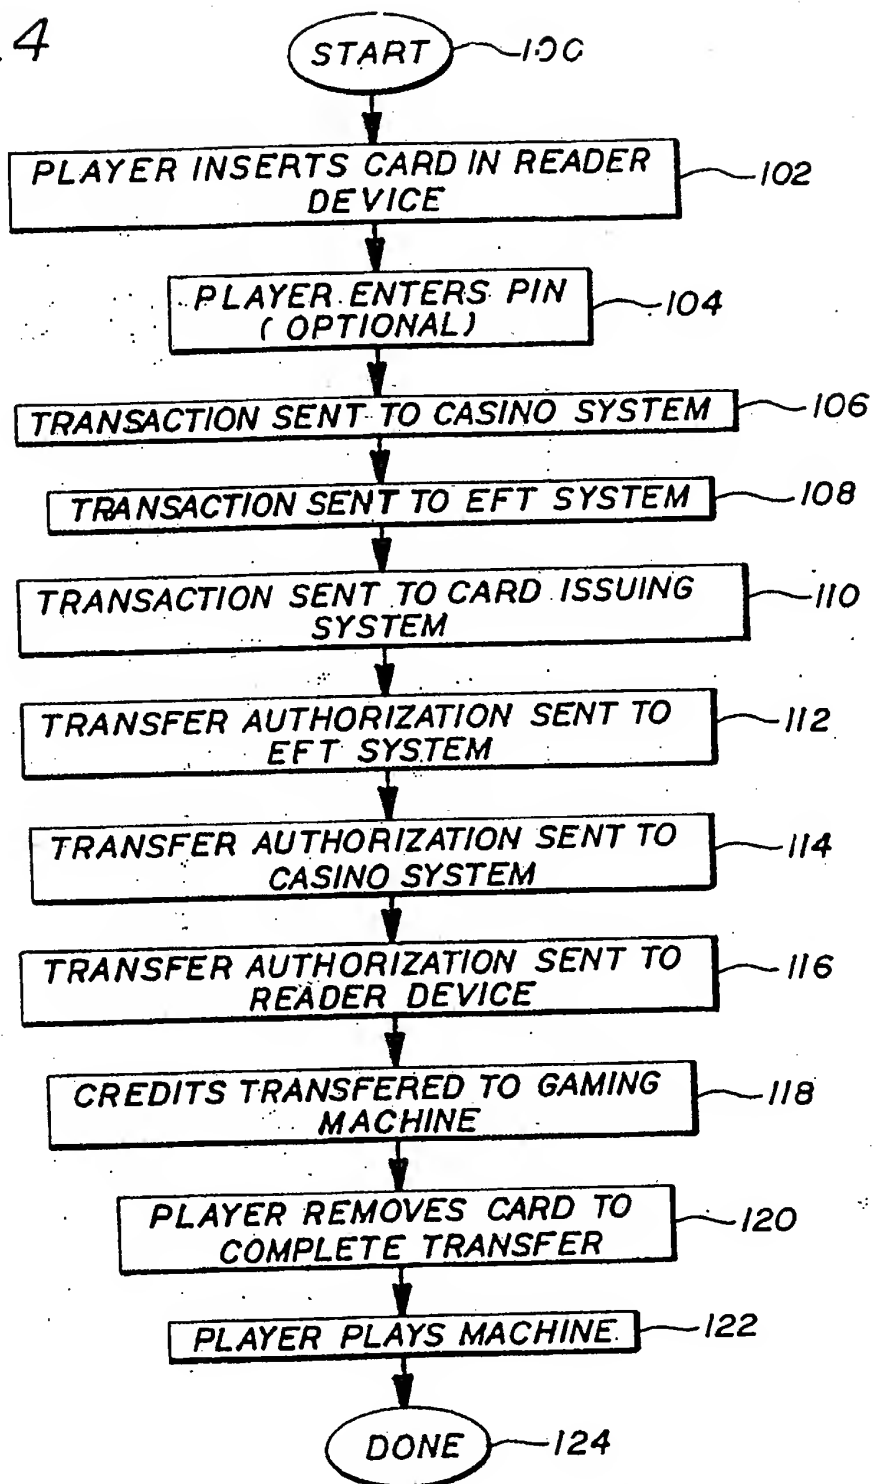 .4
START 100
PLAYER INSERTS CARD IN READER
DEVICE
102
PLAYER ENTERS PIN
(OPTIONAL)
104
TRANSACTION SENT TO CASINO SYSTEM 106
TRANSACTION SENT TO EFT SYSTEM 108
TRANSACTION SENT TO CARD ISSUING
SYSTEM
110
TRANSFER AUTHORIZATION SENT TO
EFT SYSTEM
112
TRANSFER AUTHORIZATION SENT TO
CASINO SYSTEM
114
TRANSFER AUTHORIZATION SENT TO
READER DEVICE
116
CREDITS TRANSFERED TO GAMING
MACHINE
118
PLAYER REMOVES CARD TO
COMPLETE TRANSFER
120
PLAYER PLAYS MACHINE. 122
DONE 124